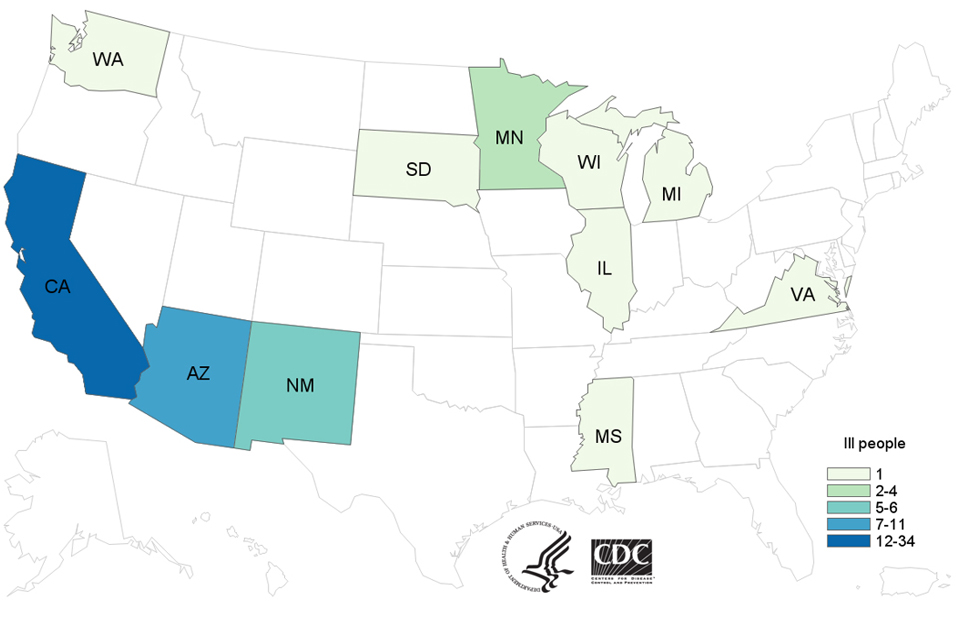 WA
MN
SD
WI
MI
CA
IL
VA
AZ
NM
MS
Ill people
1
2-4
5-6
7-11
12-34
DEPARTMENT OF HEALTH & HUMAN SERVICES·USA
CDC
CENTERS FOR DISEASE
CONTROL AND PREVENTION